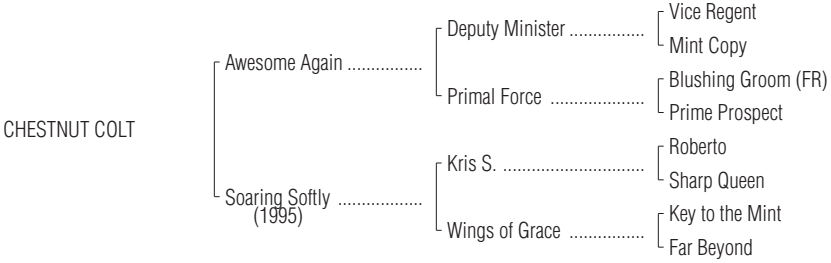 Vice Regent
Deputy Minister ................
Mint Copy
Awesome Again ................
Blushing Groom (FR)
Primal Force ....................
Prime Prospect
CHESTNUT COLT
Roberto
Kris S. ..............................
Sharp Queen
Soaring Softly ..................
(1995)
Key to the Mint
Wings of Grace ................
Far Beyond